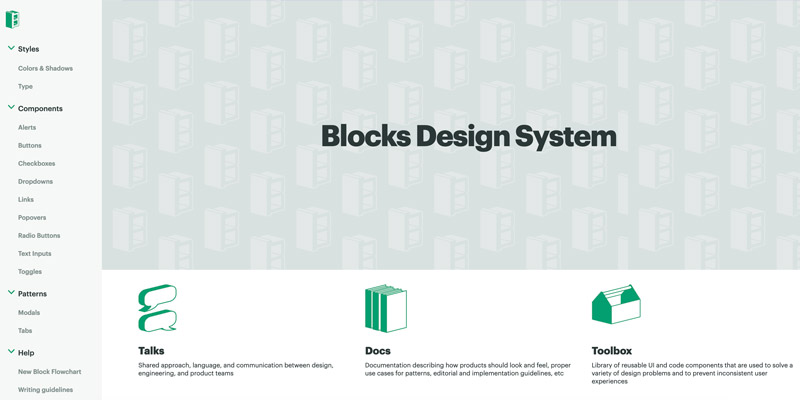 Styles
Colors & Shadows
Type
Components
Alerts
Buttons
Checkboxes
Dropdowns
Links
Popovers
Radio Buttons
Text Inputs
Toggles
Patterns
Modals
Tabs
Help
New Block Flowchart
Writing guidelines
Blocks Design System
Talks
Shared approach, language, and communication between design,
engineering, and product teams
Docs
Documentation describing how products should look and feel, proper
use cases for patterns, editorial and implementation guidelines, etc
Toolbox
Library of reusable UI and code components that are used to solve a
variety of design problems and to prevent inconsistent user
experiences